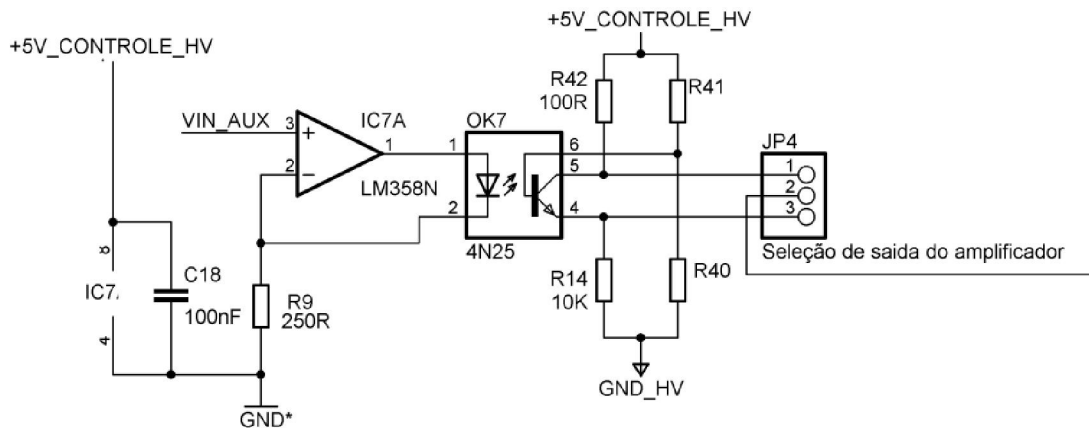 +5V_CONTROLE_HV
+5V_CONTROLE_HV
R42
100R
R41
VIN_AUX
3
+
IC7A
1
2
−
LM358N
OK7
1
2
4N25
6
5
4
JP4
1
2
3
Seleção de saida do amplificador
8
IC7
4
C18
100nF
R9
250R
R14
10K
R40
GND*
GND_HV